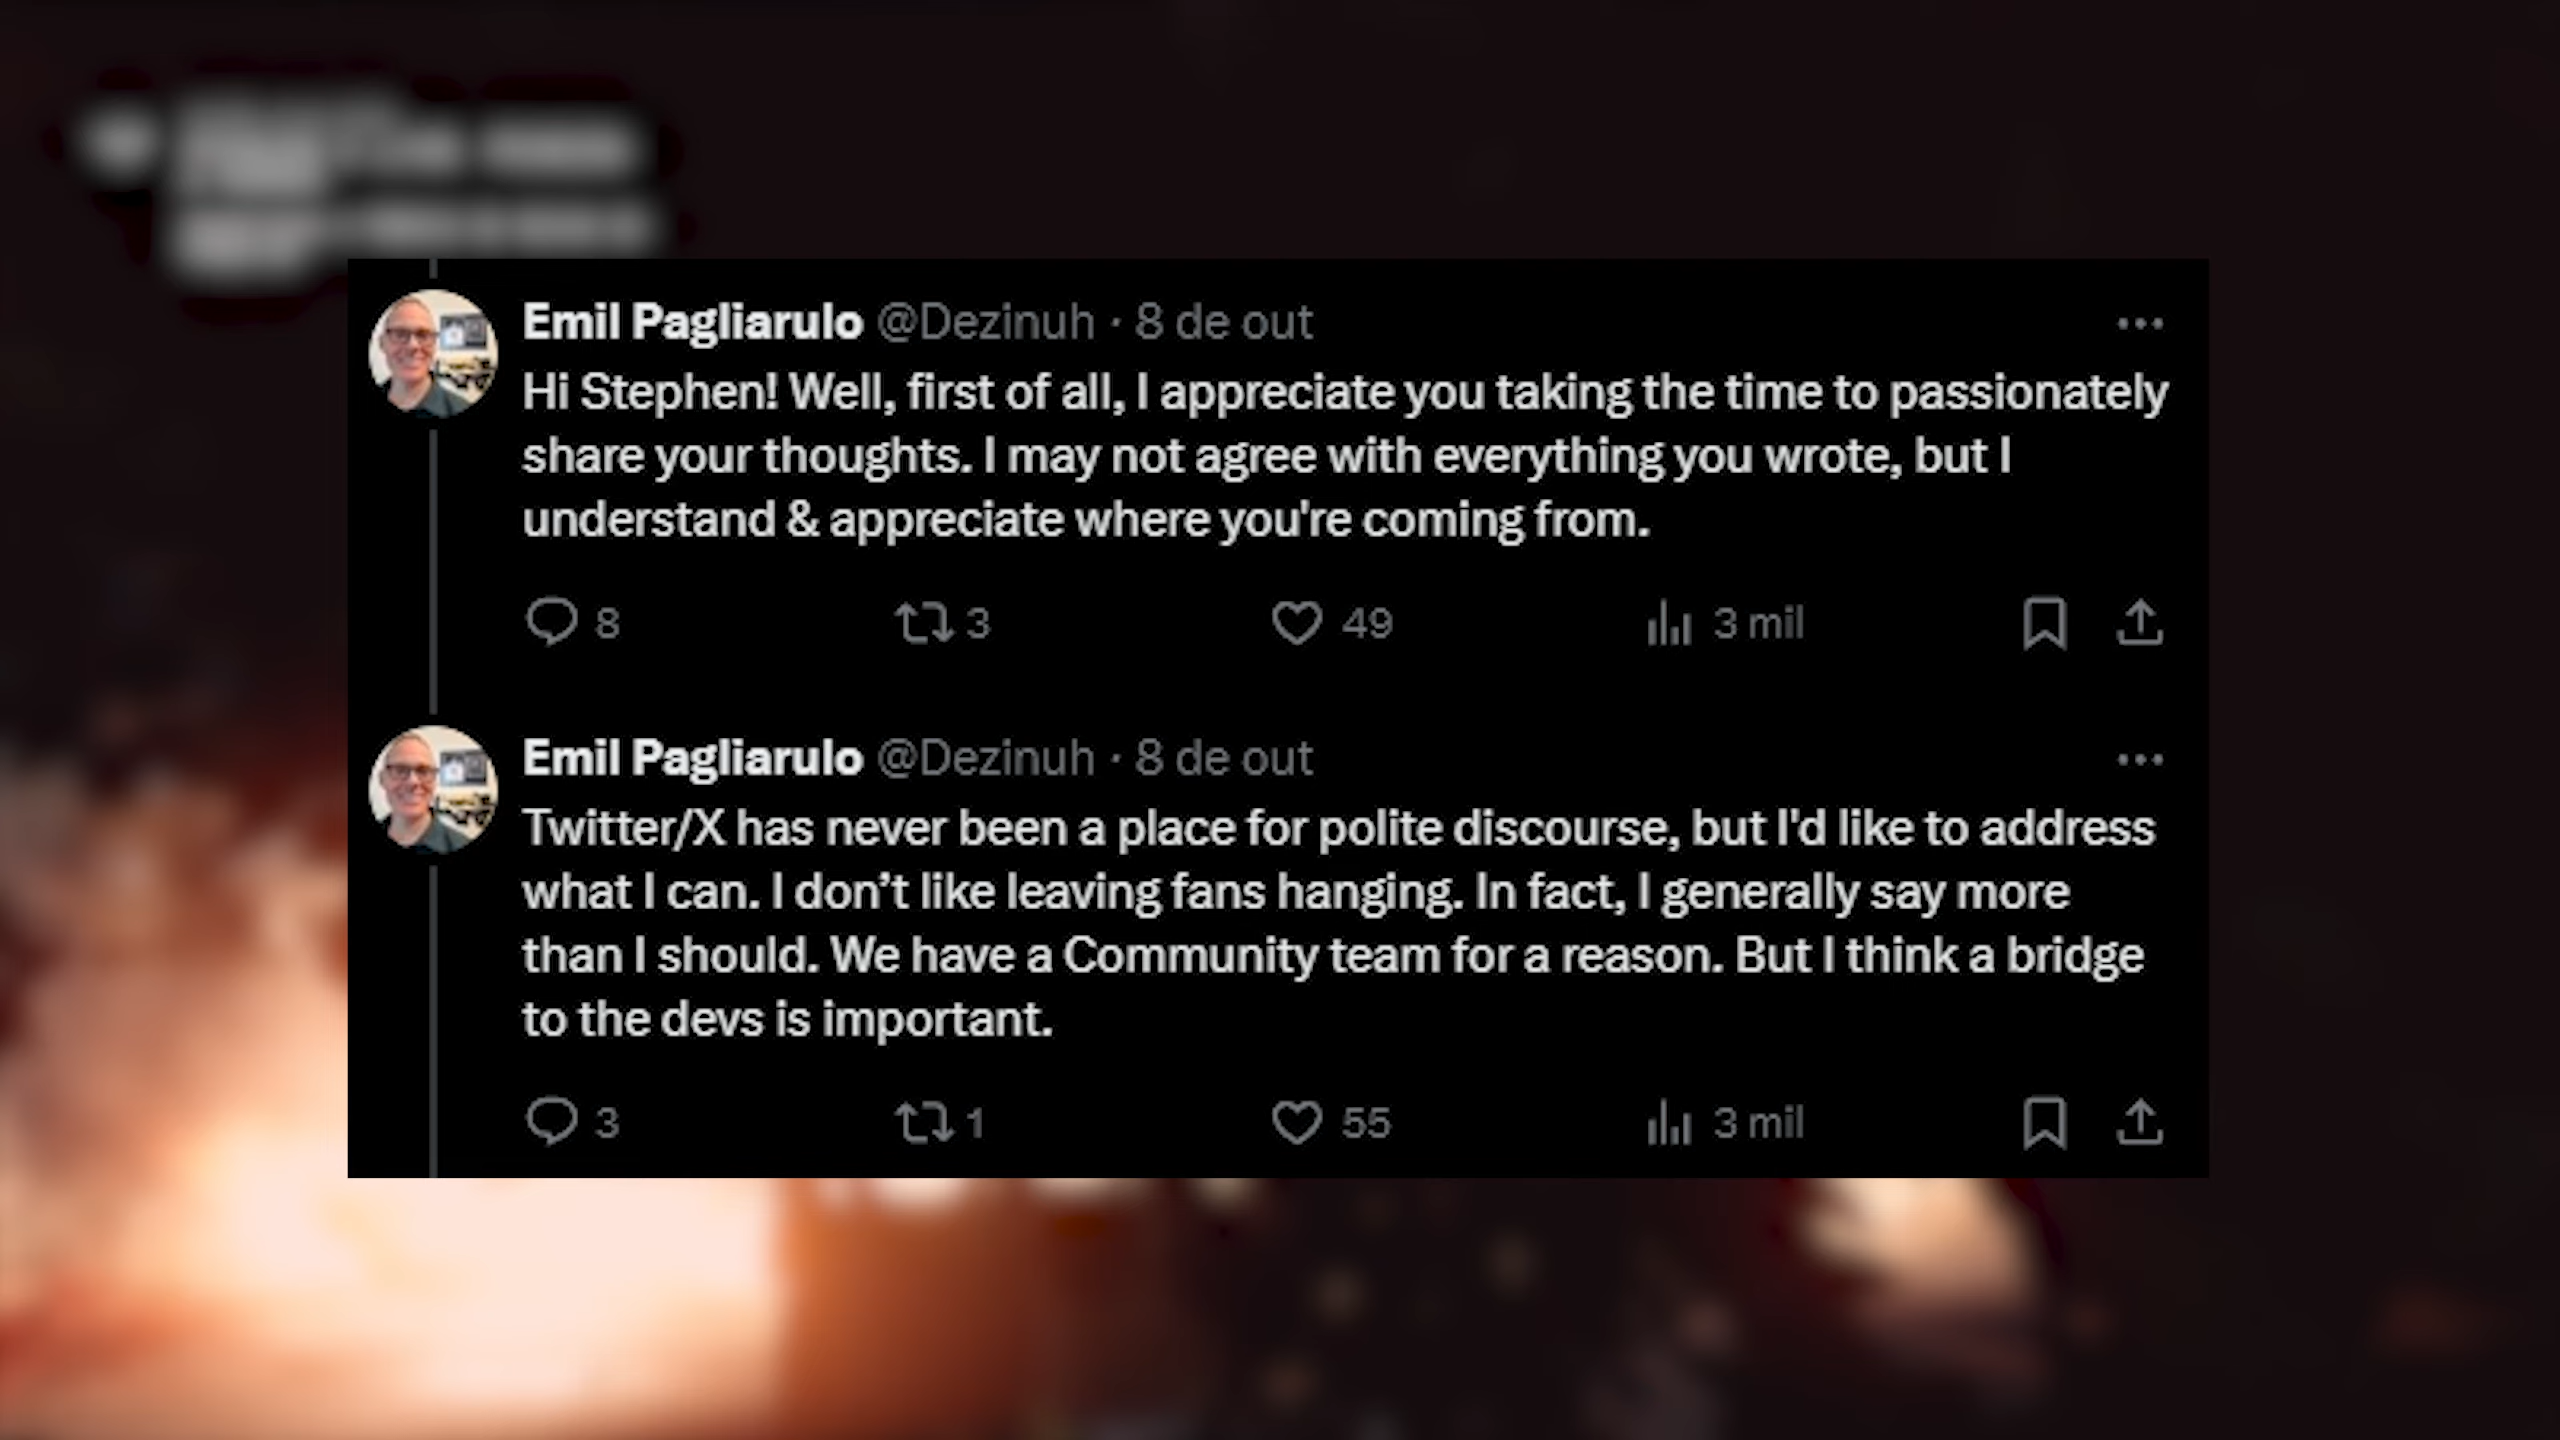 Emil Pagliarulo @Dezinuh · 8 de out
Hi Stephen! Well, first of all, I appreciate you taking the time to passionately
share your thoughts. I may not agree with everything you wrote, but I
understand & appreciate where you're coming from.
8 3 49 3 mil
Emil Pagliarulo @Dezinuh · 8 de out
Twitter/X has never been a place for polite discourse, but I'd like to address
what I can. I don’t like leaving fans hanging. In fact, I generally say more
than I should. We have a Community team for a reason. But I think a bridge
to the devs is important.
3 1 55 3 mil